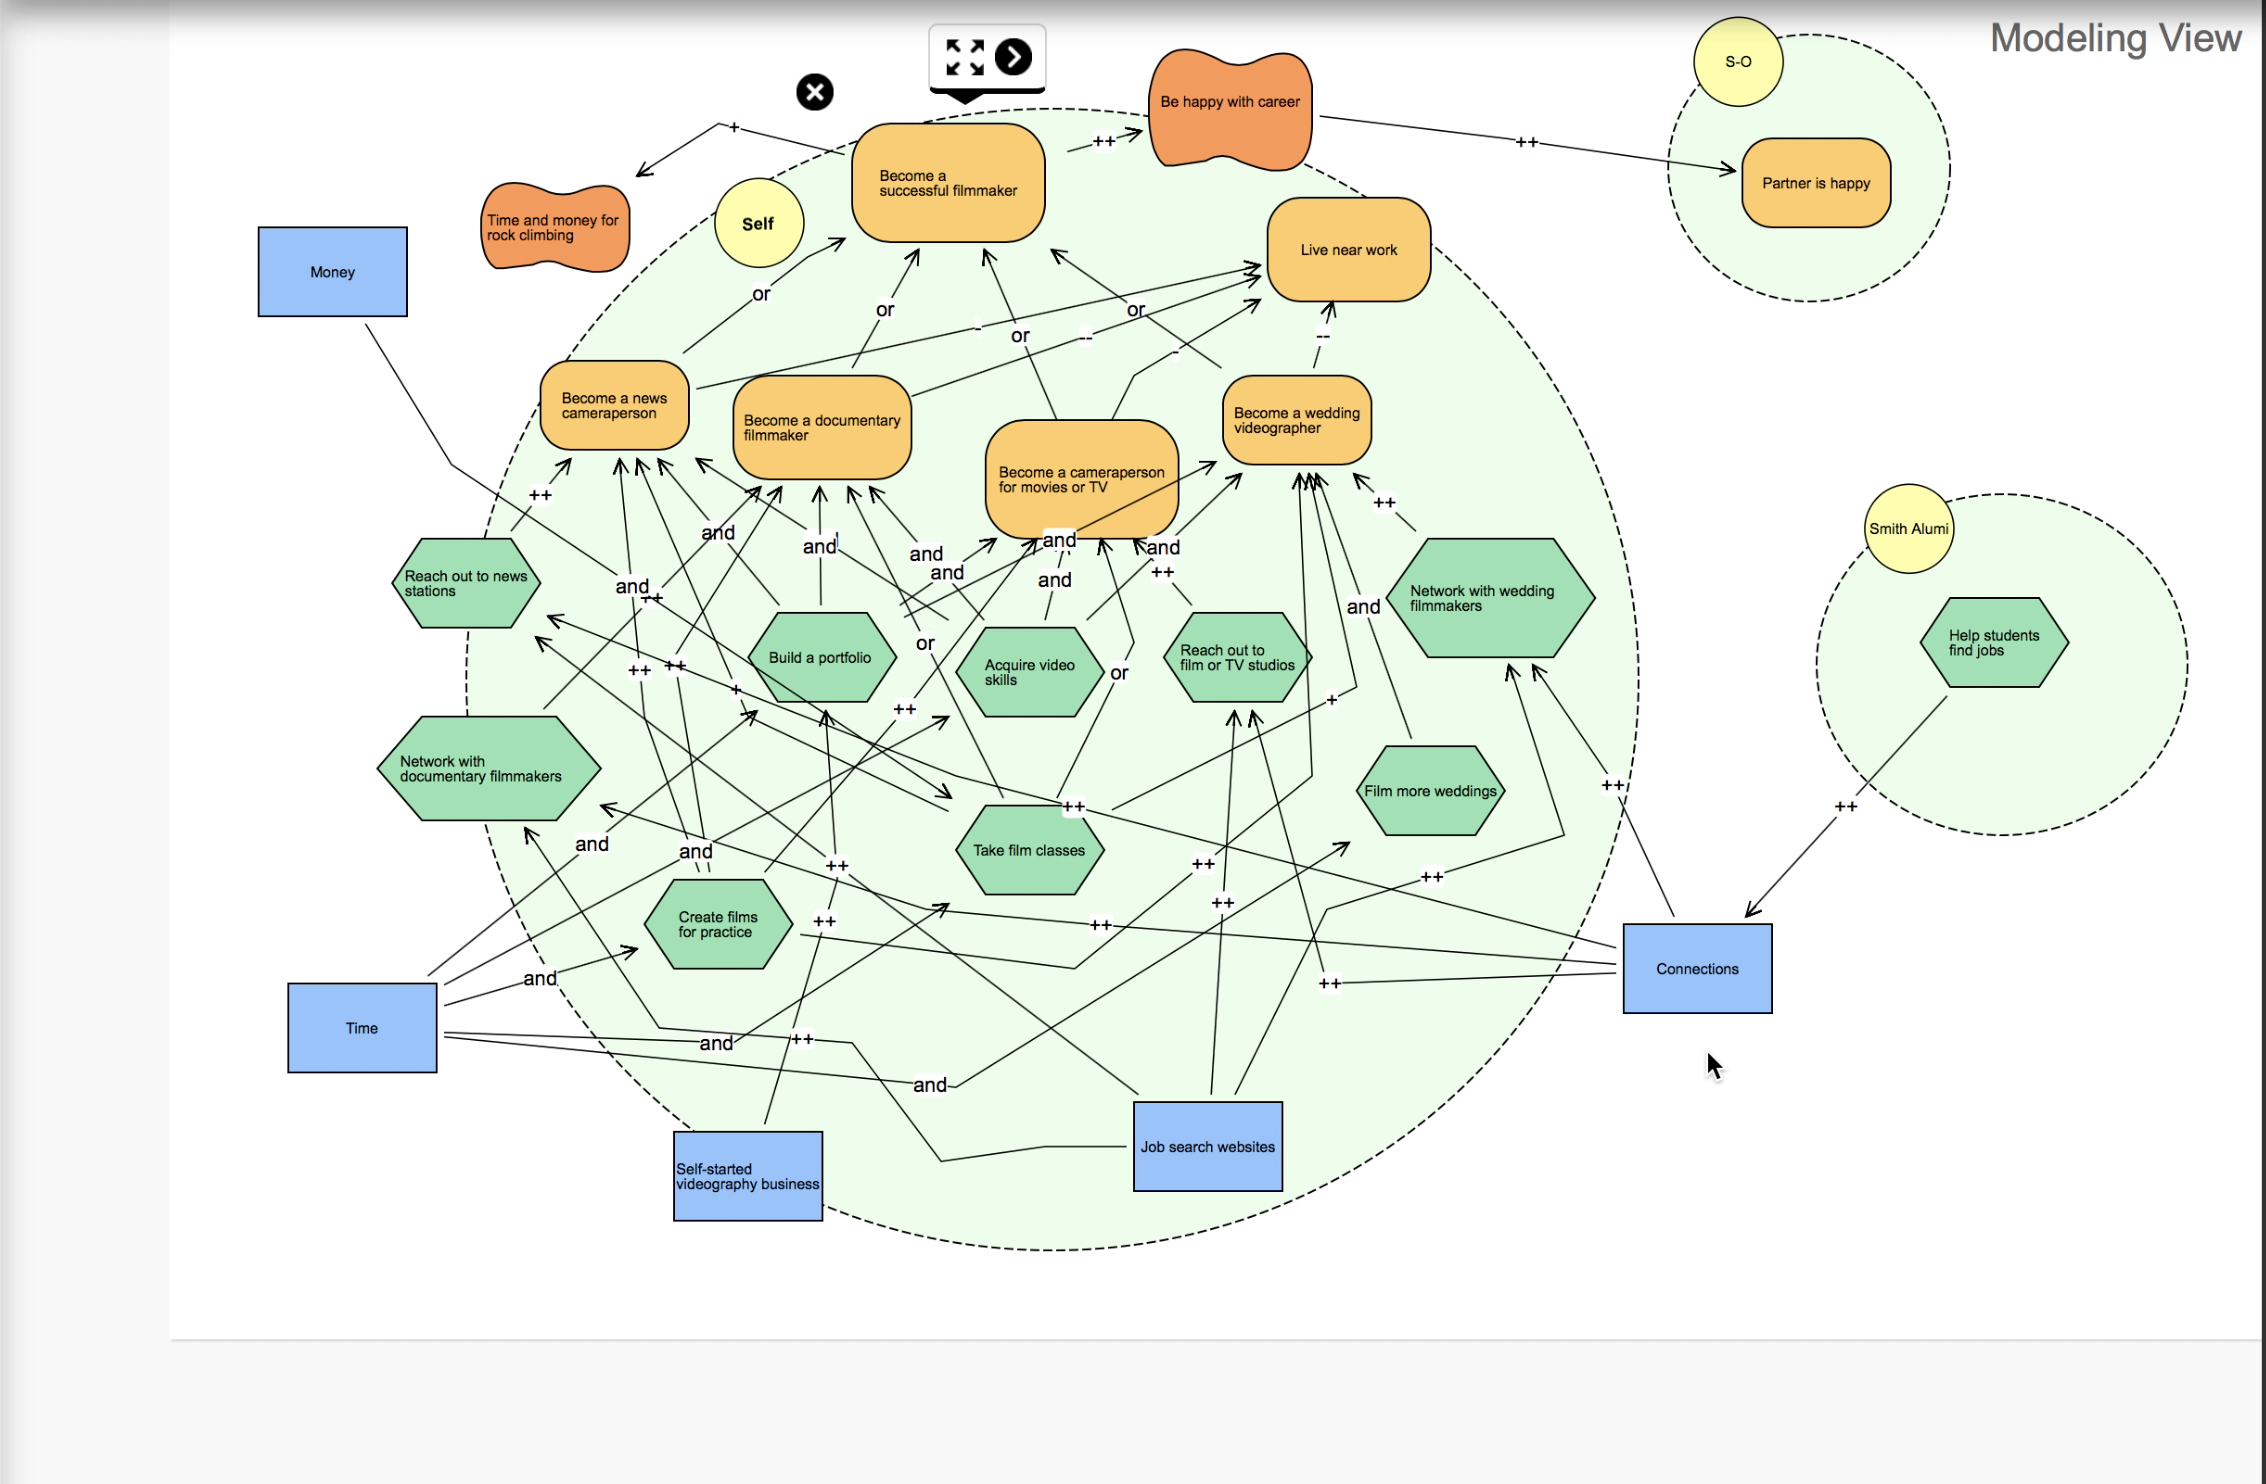 Modeling View
S-O
Be happy with career
++
+
++
Partner is happy
Become a
successful filmmaker
Time and money for
rock climbing
Self
Live near work
Money
or
or
or
or
-
--
-
--
Become a news
cameraperson
Become a documentary
filmmaker
Become a wedding
videographer
Become a cameraperson
for movies or TV
++
++
Smith Alumi
and
and
and
and
and
and
and
++
Reach out to news
stations
and
++
Network with wedding
filmmakers
and
Help students
find jobs
or
Build a portfolio
Acquire video
skills
Reach out to
film or TV studios
or
++
++
+
++
+
Network with
documentary filmmakers
Film more weddings
++
++
++
and
and
Take film classes
++
++
++
++
Create films
for practice
++
++
Connections
and
++
Time
and
++
and
Job search websites
Self-started
videography business